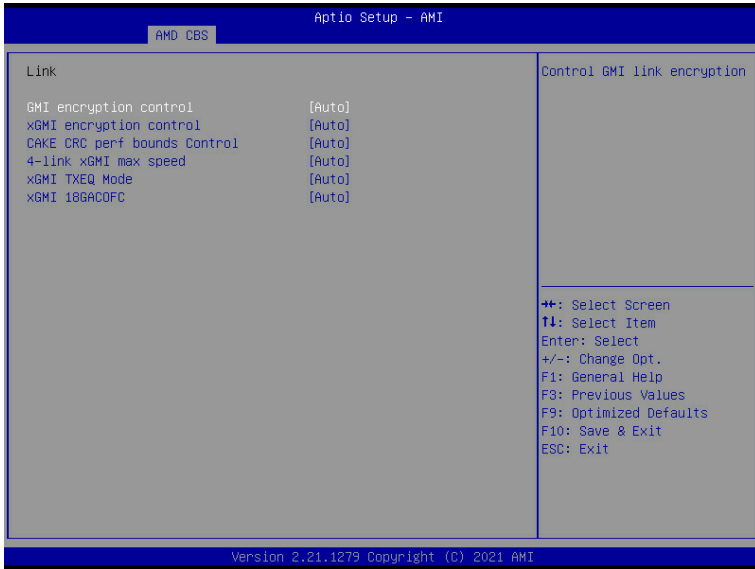 Aptio Setup – AMI
AMD CBS
Link
GMI encryption control [Auto]
xGMI encryption control [Auto]
CAKE CRC perf bounds Control [Auto]
4-link xGMI max speed [Auto]
xGMI TXEQ Mode [Auto]
xGMI 18GACOFC [Auto]
Control GMI link encryption
→←: Select Screen
↑↓: Select Item
Enter: Select
+/-: Change Opt.
F1: General Help
F3: Previous Values
F9: Optimized Defaults
F10: Save & Exit
ESC: Exit
Version 2.21.1279 Copyright (C) 2021 AMI